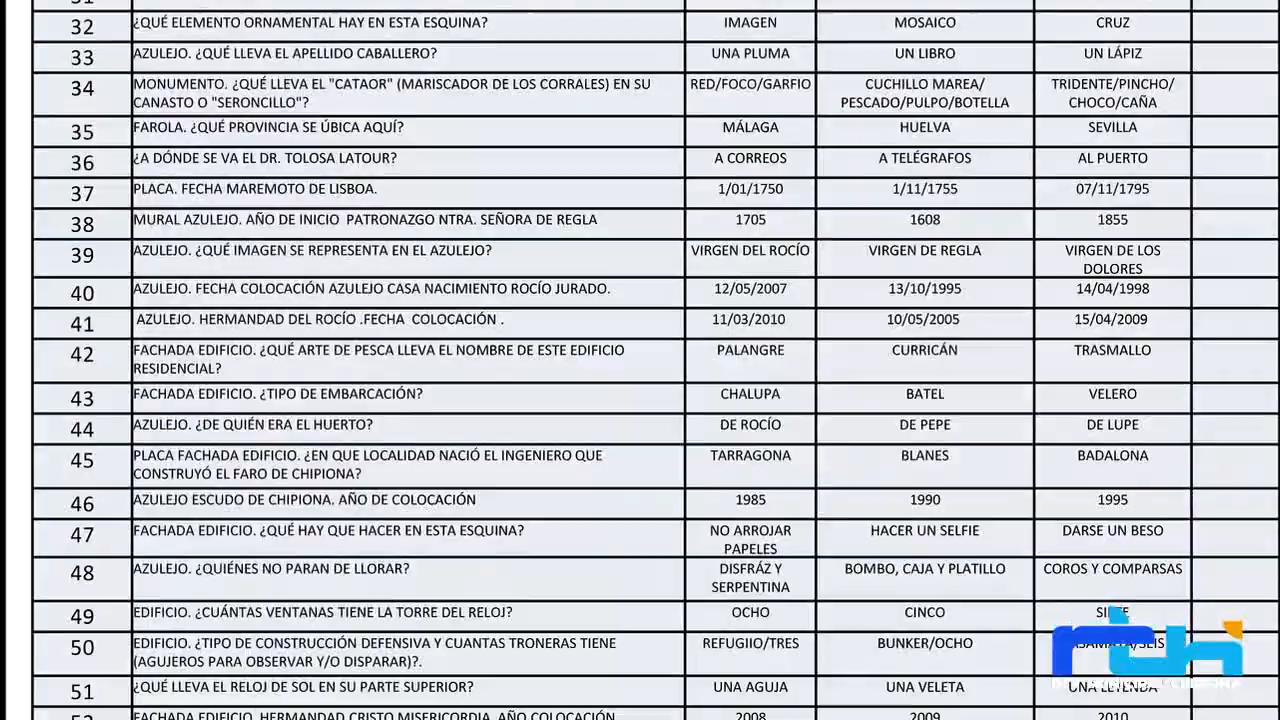 32 ¿QUÉ ELEMENTO ORNAMENTAL HAY EN ESTA ESQUINA? IMAGEN MOSAICO CRUZ
33 AZULEJO. ¿QUÉ LLEVA EL APELLIDO CABALLERO? UNA PLUMA UN LIBRO UN LÁPIZ
34 MONUMENTO. ¿QUÉ LLEVA EL "CATAOR" (MARISCADOR DE LOS CORRALES) EN SU RED/FOCO/GARFIO CUCHILLO MAREA/ TRIDENTE/PINCHO/
CANASTO O "SERONCILLO"? PESCADO/PULPO/BOTELLA CHOCO/CAÑA
35 FAROLA. ¿QUÉ PROVINCIA SE ÚBICA AQUÍ? MÁLAGA HUELVA SEVILLA
36 ¿A DÓNDE SE VA EL DR. TOLOSA LATOUR? A CORREOS A TELÉGRAFOS AL PUERTO
37 PLACA. FECHA MAREMOTO DE LISBOA. 1/01/1750 1/11/1755 07/11/1795
38 MURAL AZULEJO. AÑO DE INICIO PATRONAZGO NTRA. SEÑORA DE REGLA 1705 1608 1855
39 AZULEJO. ¿QUÉ IMAGEN SE REPRESENTA EN EL AZULEJO? VIRGEN DEL ROCÍO VIRGEN DE REGLA VIRGEN DE LOS
DOLORES
40 AZULEJO. FECHA COLOCACIÓN AZULEJO CASA NACIMIENTO ROCÍO JURADO. 12/05/2007 13/10/1995 14/04/1998
41 AZULEJO. HERMANDAD DEL ROCÍO .FECHA COLOCACIÓN . 11/03/2010 10/05/2005 15/04/2009
42 FACHADA EDIFICIO. ¿QUÉ ARTE DE PESCA LLEVA EL NOMBRE DE ESTE EDIFICIO PALANGRE CURRICÁN TRASMALLO
RESIDENCIAL?
43 FACHADA EDIFICIO. ¿TIPO DE EMBARCACIÓN? CHALUPA BATEL VELERO
44 AZULEJO. ¿DE QUIÉN ERA EL HUERTO? DE ROCÍO DE PEPE DE LUPE
45 PLACA FACHADA EDIFICIO. ¿EN QUE LOCALIDAD NACIÓ EL INGENIERO QUE TARRAGONA BLANES BADALONA
CONSTRUYÓ EL FARO DE CHIPIONA?
46 AZULEJO ESCUDO DE CHIPIONA. AÑO DE COLOCACIÓN 1985 1990 1995
47 FACHADA EDIFICIO. ¿QUÉ HAY QUE HACER EN ESTA ESQUINA? NO ARROJAR HACER UN SELFIE DARSE UN BESO
PAPELES
48 AZULEJO. ¿QUIÉNES NO PARAN DE LLORAR? DISFRÁZ Y BOMBO, CAJA Y PLATILLO COROS Y COMPARSAS
SERPENTINA
49 EDIFICIO. ¿CUÁNTAS VENTANAS TIENE LA TORRE DEL RELOJ? OCHO CINCO SIETE
50 EDIFICIO. ¿TIPO DE CONSTRUCCIÓN DEFENSIVA Y CUANTAS TRONERAS TIENE REFUGIIO/TRES BUNKER/OCHO
(AGUJEROS PARA OBSERVAR Y/O DISPARAR)?.
51 ¿QUÉ LLEVA EL RELOJ DE SOL EN SU PARTE SUPERIOR? UNA AGUJA UNA VELETA UNA LEYENDA
52 FACHADA EDIFICIO. HERMANDAD CRISTO MISERICORDIA. AÑO COLOCACIÓN 2008 2009 2010
rtch